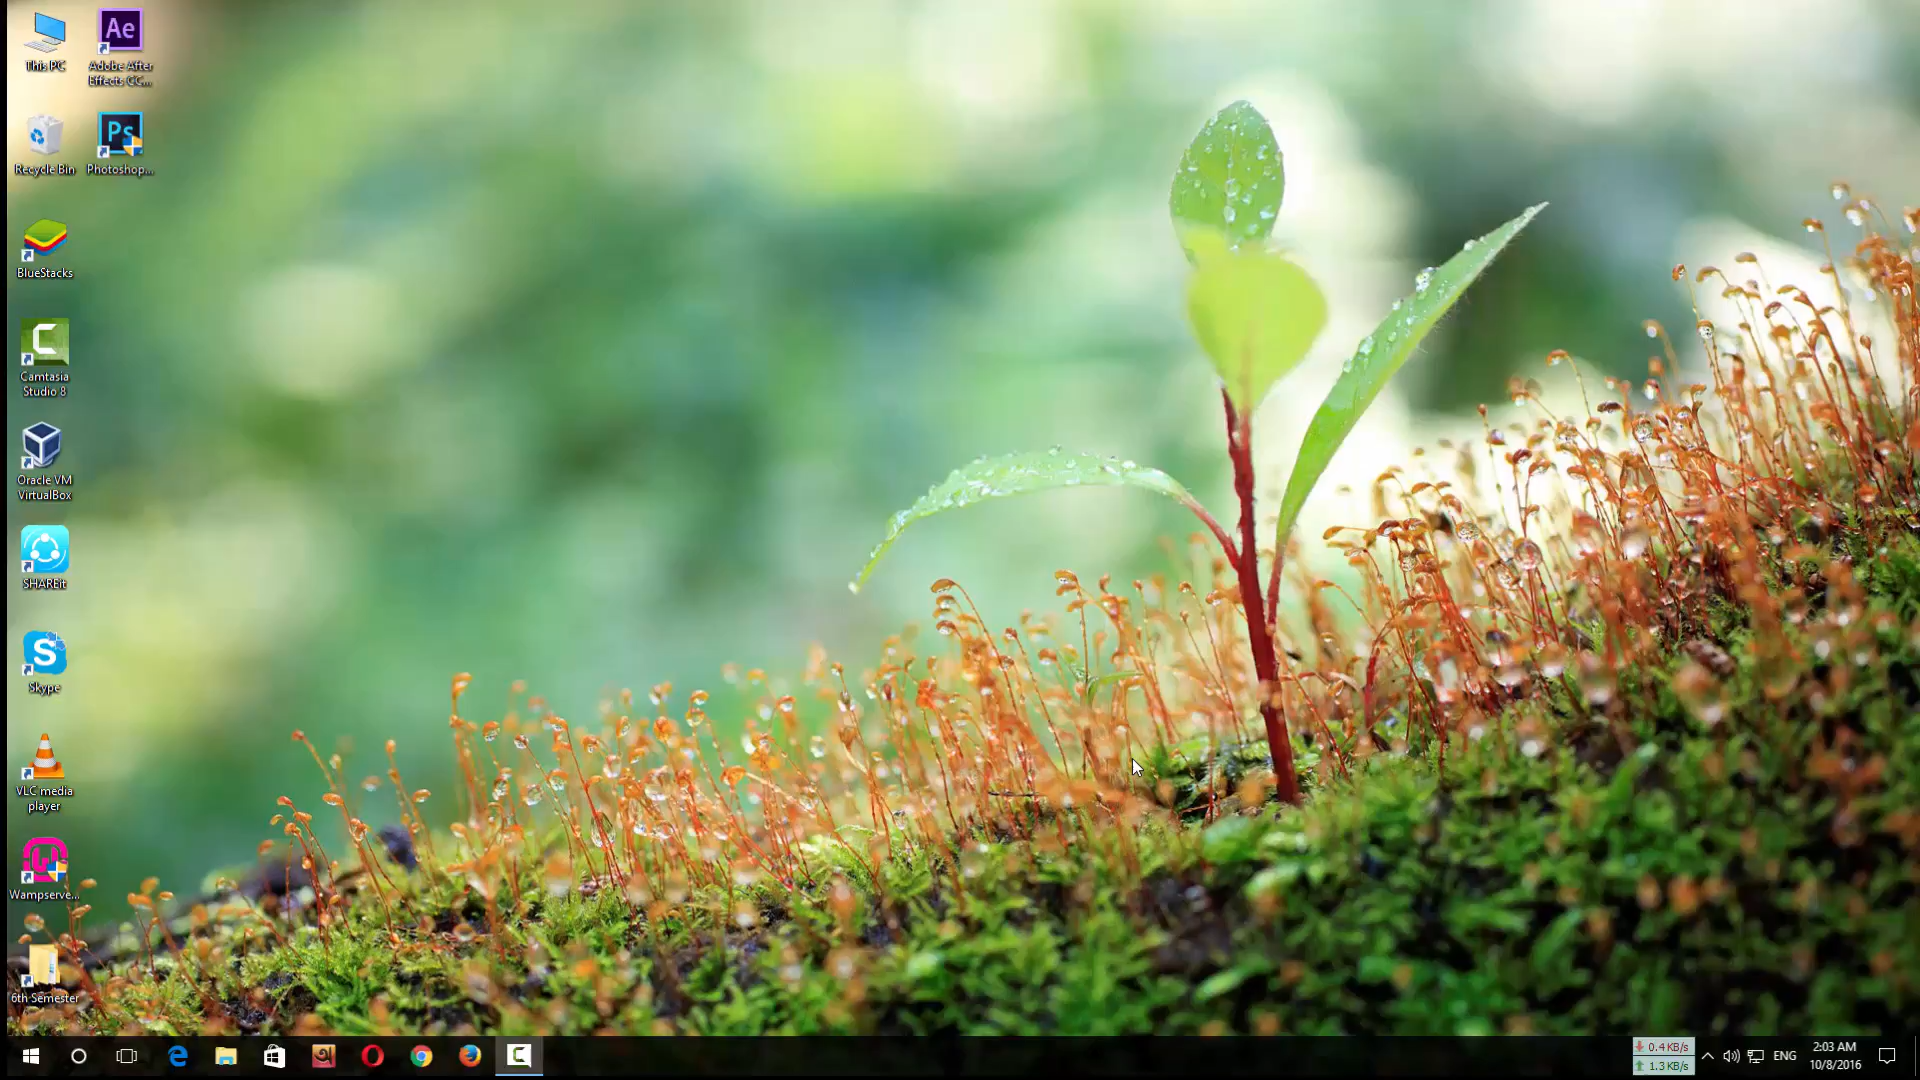 This PC
Adobe After
Effects CC...
Ae
Recycle Bin
Ps
Photoshop...
BlueStacks
Camtasia
Studio 8
Oracle VM
VirtualBox
SHAREit
S
Skype
VLC media
player
Wampserve...
6th Semester
অ
0.4 KB/s
1.3 KB/s
ENG
2:03 AM
10/8/2016